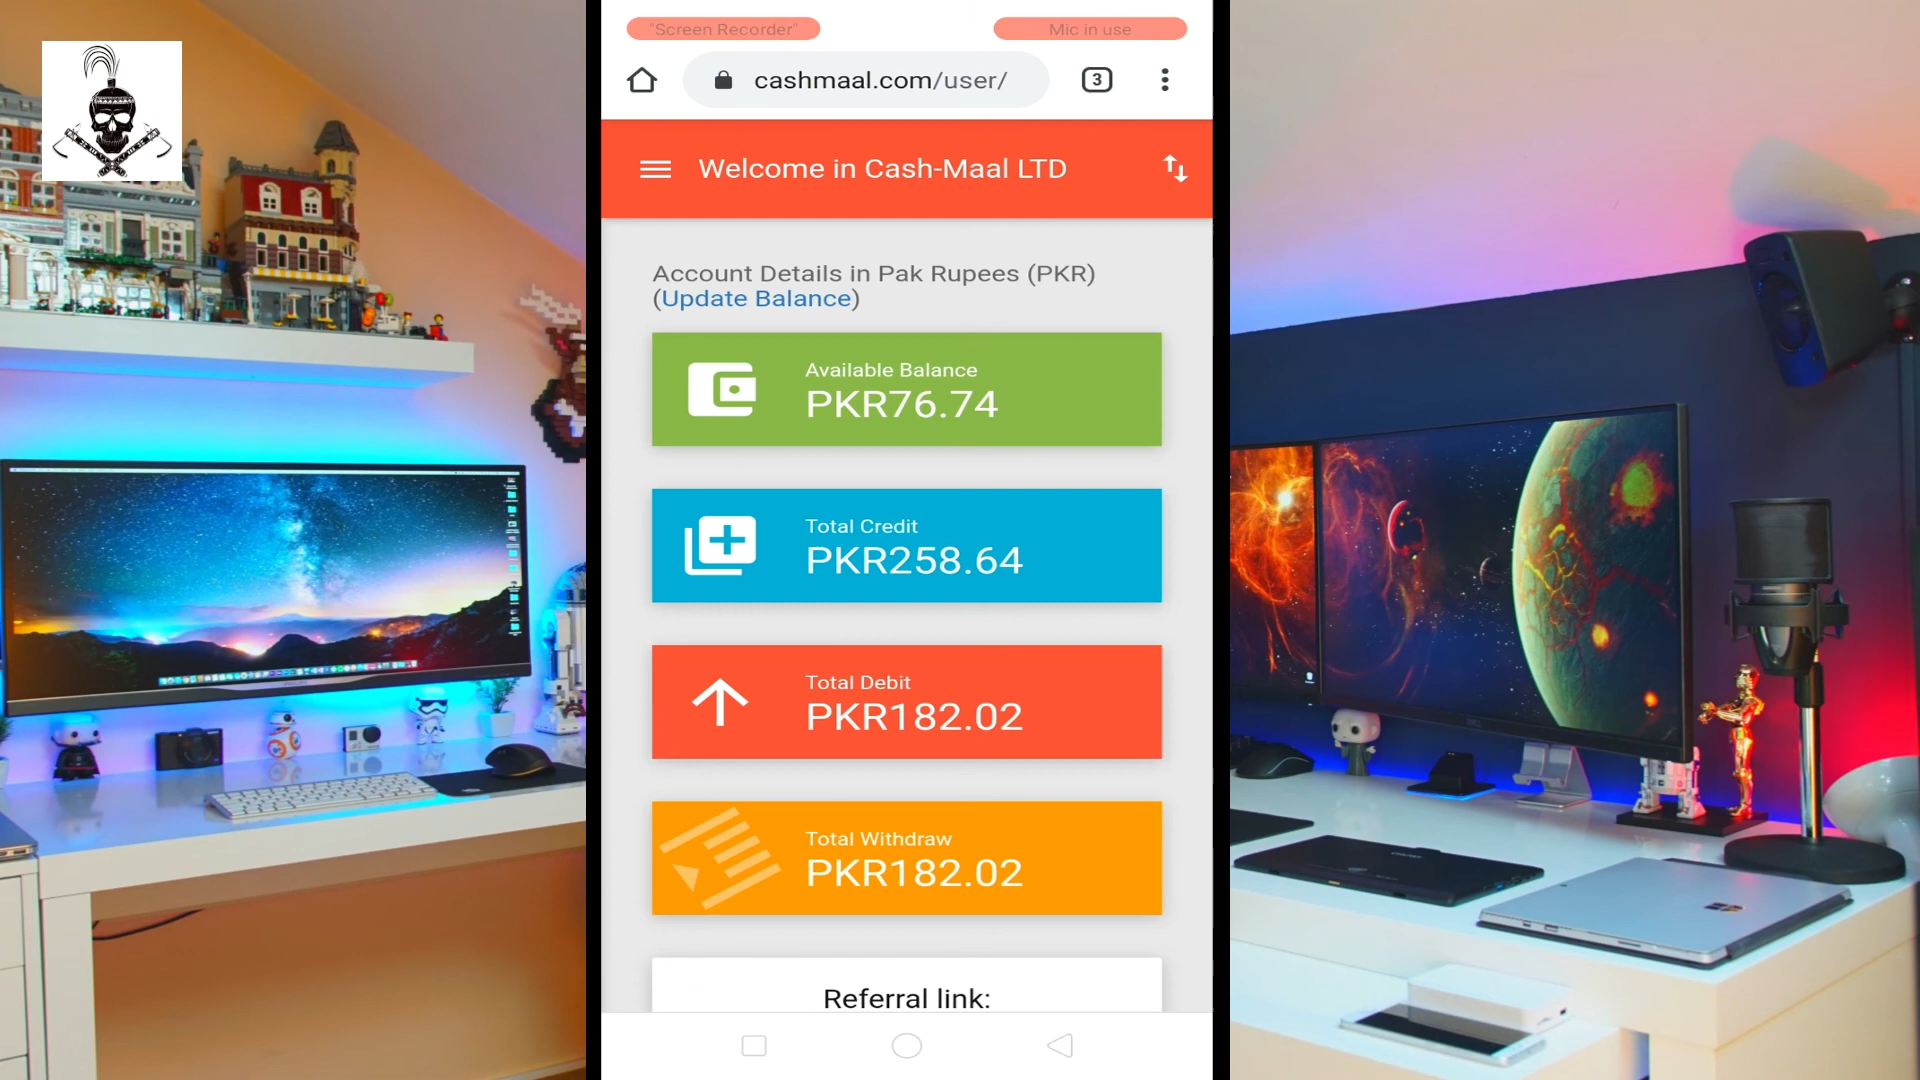 "Screen Recorder"
Mic in use
cashmaal.com/user/
3
Welcome in Cash-Maal LTD
Account Details in Pak Rupees (PKR)
(Update Balance)
Available Balance
PKR76.74
Total Credit
PKR258.64
Total Debit
PKR182.02
Total Withdraw
PKR182.02
Referral link: